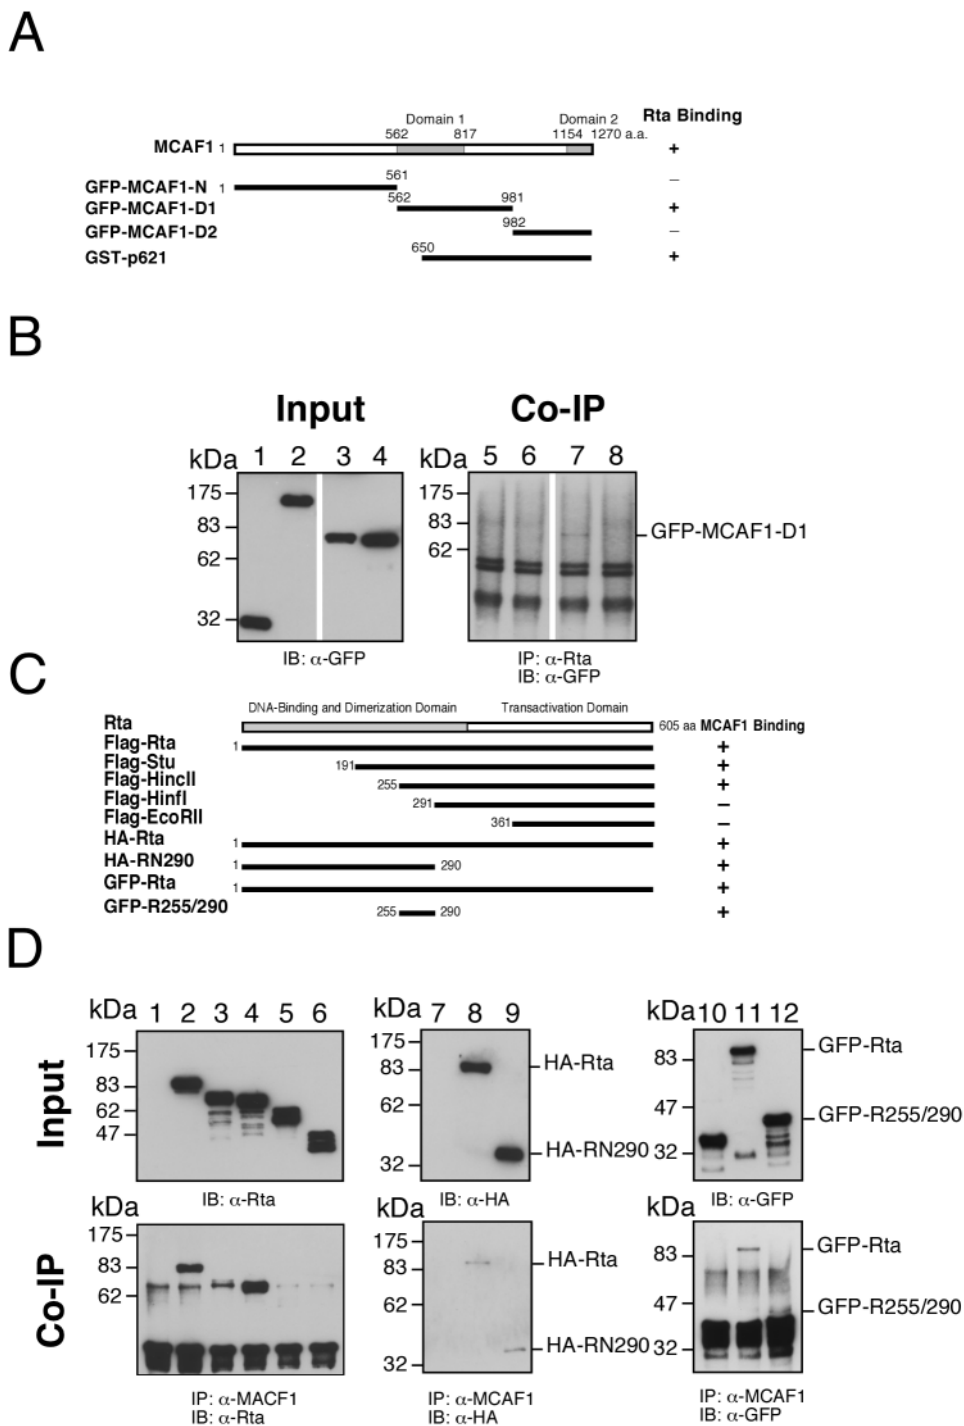 A
Rta Binding
Domain 1 Domain 2
562 817 1154 1270 a.a.
MCAF1 1 +
561
GFP-MCAF1-N 1 –
562 981
GFP-MCAF1-D1 +
982
GFP-MCAF1-D2 –
650
GST-p621 +
B
Input Co-IP
kDa 1 2 3 4 kDa 5 6 7 8
175 175
83 83 GFP-MCAF1-D1
62 62
32
IB: α-GFP IP: α-Rta
IB: α-GFP
C
DNA-Binding and Dimerization Domain Transactivation Domain
Rta 605 aa MCAF1 Binding
Flag-Rta 1 +
Flag-Stu 191 +
Flag-HincII 255 +
Flag-HinfI 291 –
Flag-EcoRII 361 –
HA-Rta 1 +
HA-RN290 1 290 +
GFP-Rta 1 +
GFP-R255/290 255 290 +
D
Input
kDa 1 2 3 4 5 6
175
83
62
47
IB: α-Rta
kDa 7 8 9
175
83 HA-Rta
62
32 HA-RN290
IB: α-HA
kDa 10 11 12
83 GFP-Rta
47 GFP-R255/290
32
IB: α-GFP
Co-IP
kDa
175
83
62
IP: α-MACF1
IB: α-Rta
kDa
175
83 HA-Rta
62
32 HA-RN290
IP: α-MCAF1
IB: α-HA
kDa
83 GFP-Rta
47 GFP-R255/290
32
IP: α-MCAF1
IB: α-GFP